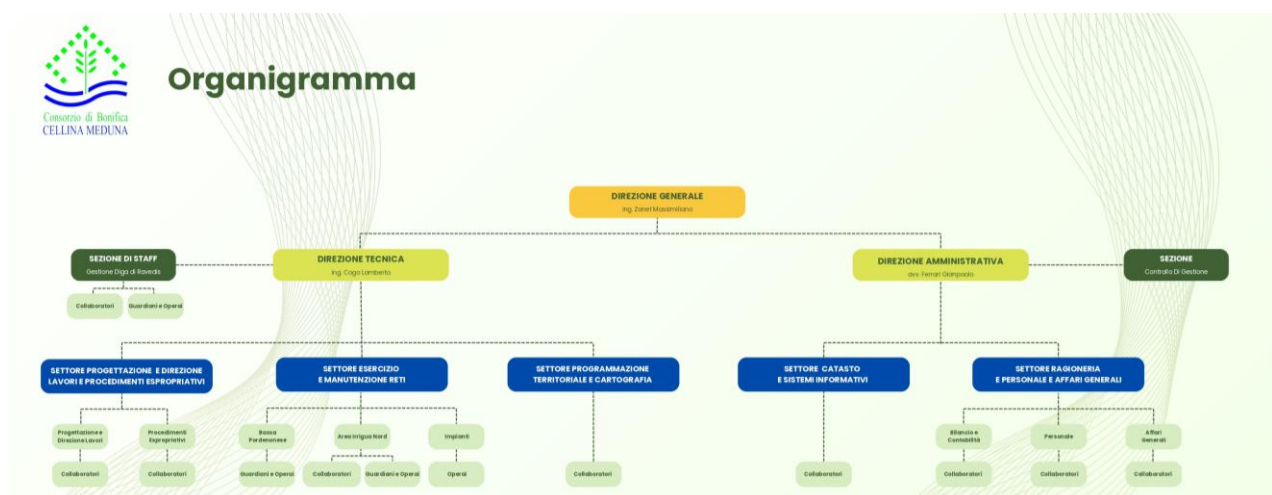 Organigramma
Consorzio di Bonifica
CELLINA MEDUNA
DIREZIONE GENERALE
ing. Zanet Massimiliano
SEZIONE DI STAFF
Gestione Diga di Ravedis
DIREZIONE TECNICA
ing. Cogo Lamberto
DIREZIONE AMMINISTRATIVA
avv. Ferrari Gianpaolo
SEZIONE
Controllo Di Gestione
Collaboratori
Guardiani e Operai
SETTORE PROGETTAZIONE E DIREZIONE
LAVORI E PROCEDIMENTI ESPROPRIATIVI
SETTORE ESERCIZIO
E MANUTENZIONE RETI
SETTORE PROGRAMMAZIONE
TERRITORIALE E CARTOGRAFIA
SETTORE CATASTO
E SISTEMI INFORMATIVI
SETTORE RAGIONERIA
E PERSONALE E AFFARI GENERALI
Progettazione e
Direzione Lavori
Procedimenti
Espropriativi
Bassa
Pordenonese
Area Irrigua Nord
Impianti
Bilancio e
Contabilità
Personale
Affari
Generali
Collaboratori
Collaboratori
Guardiani e Operai
Collaboratori
Guardiani e Operai
Operai
Collaboratori
Collaboratori
Collaboratori
Collaboratori
Collaboratori